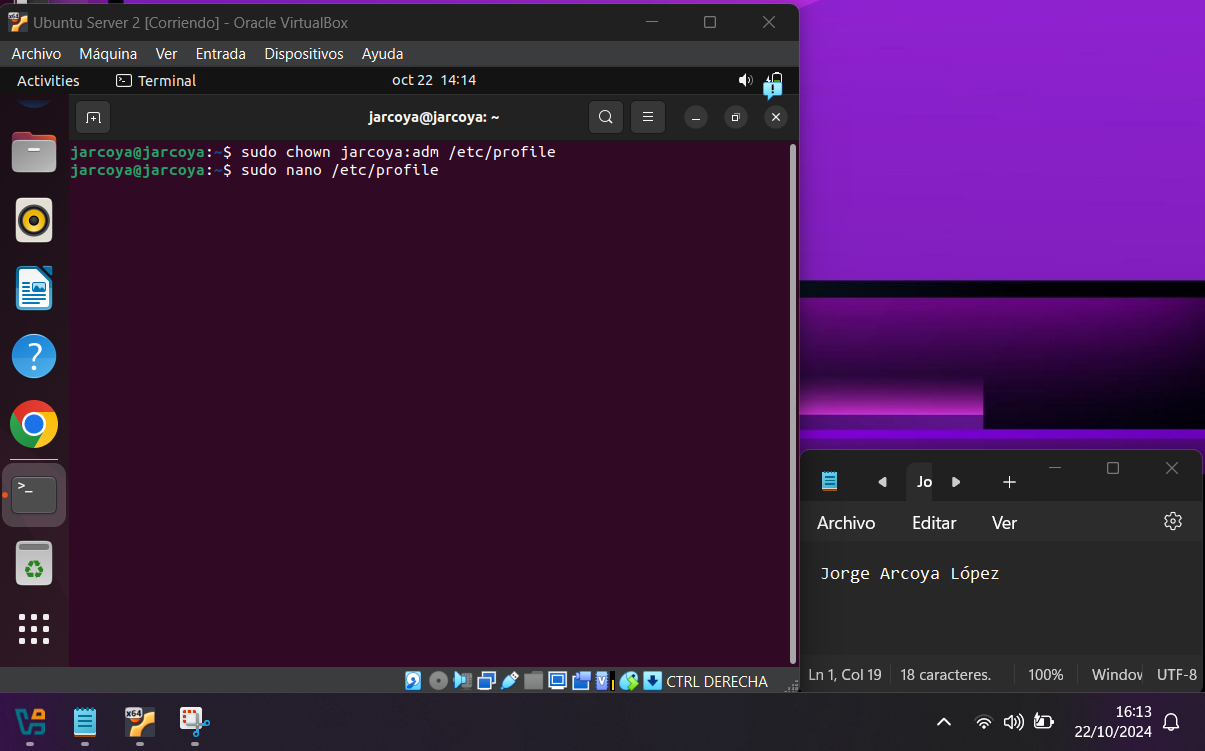 Ubuntu Server 2 [Corriendo] - Oracle VirtualBox
Archivo Máquina Ver Entrada Dispositivos Ayuda
Activities Terminal oct 22 14:14
jarcoya@jarcoya: ~
jarcoya@jarcoya:~$ sudo chown jarcoya:adm /etc/profile
jarcoya@jarcoya:~$ sudo nano /etc/profile
CTRL DERECHA
Jo
Archivo Editar Ver
Jorge Arcoya López
Ln 1, Col 19 18 caracteres. 100% Window UTF-8
x64
16:13
22/10/2024